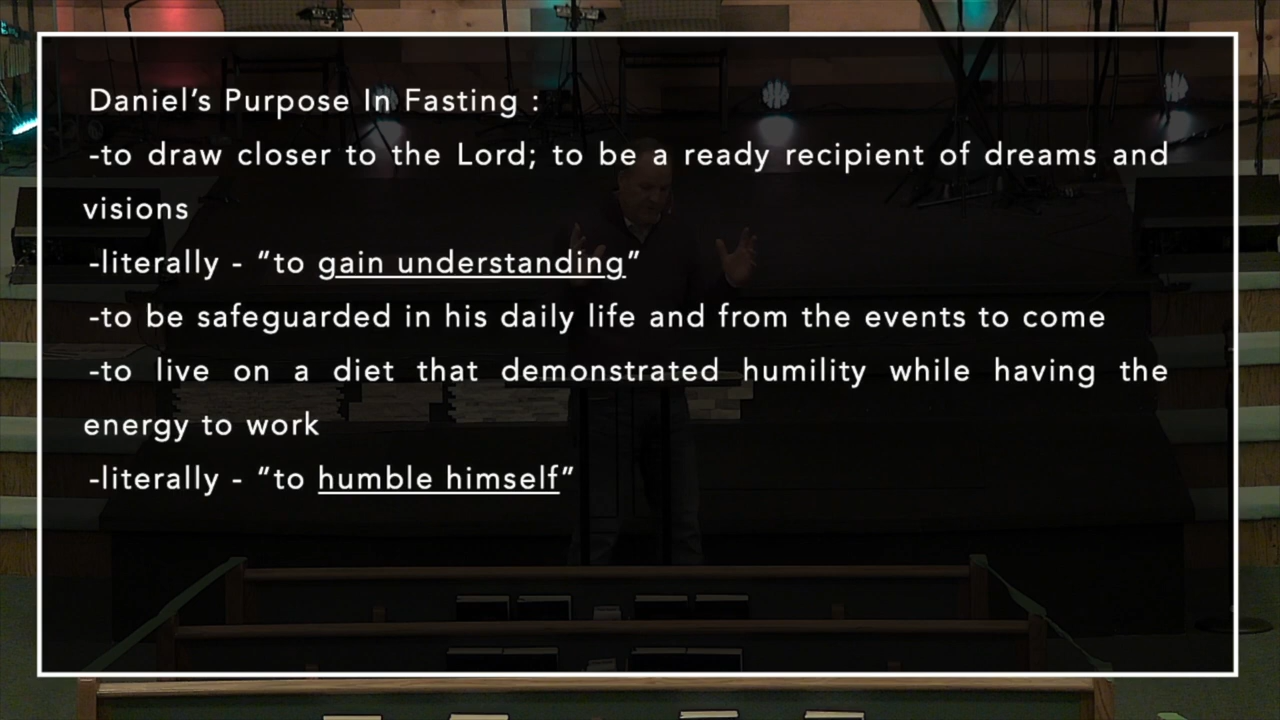 Daniel’s Purpose In Fasting :
-to draw closer to the Lord; to be a ready recipient of dreams and
visions
-literally - “to gain understanding”
-to be safeguarded in his daily life and from the events to come
-to live on a diet that demonstrated humility while having the
energy to work
-literally - “to humble himself”